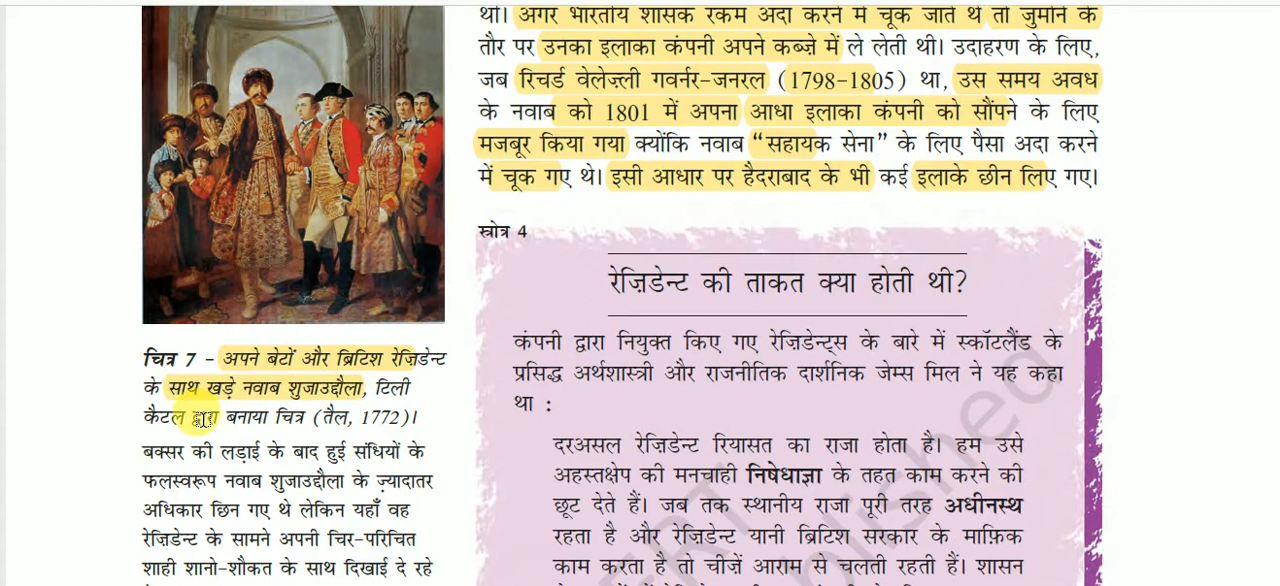 थी। अगर भारतीय शासक रकम अदा करने में चूक जाते थे तो जुर्माने के
तौर पर उनका इलाका कंपनी अपने कब्ज़े में ले लेती थी। उदाहरण के लिए,
जब रिचर्ड वेलेज़्ली गवर्नर-जनरल (1798-1805) था, उस समय अवध
के नवाब को 1801 में अपना आधा इलाका कंपनी को सौंपने के लिए
मजबूर किया गया क्योंकि नवाब “सहायक सेना” के लिए पैसा अदा करने
में चूक गए थे। इसी आधार पर हैदराबाद के भी कई इलाके छीन लिए गए।
स्रोत 4
रेज़िडेन्ट की ताकत क्या होती थी?
कंपनी द्वारा नियुक्त किए गए रेज़िडेन्ट्स के बारे में स्कॉटलैंड के
प्रसिद्ध अर्थशास्त्री और राजनीतिक दार्शनिक जेम्स मिल ने यह कहा
था :
दरअसल रेज़िडेन्ट रियासत का राजा होता है। हम उसे
अहस्तक्षेप की मनचाही निषेधाज्ञा के तहत काम करने की
छूट देते हैं। जब तक स्थानीय राजा पूरी तरह अधीनस्थ
रहता है और रेज़िडेन्ट यानी ब्रिटिश सरकार के माफ़िक
काम करता है तो चीज़ें आराम से चलती रहती हैं। शासन
चित्र 7 - अपने बेटों और ब्रिटिश रेज़िडेन्ट
के साथ खड़े नवाब शुजाउद्दौला, टिली
कैटल द्वारा बनाया चित्र (तैल, 1772)।
बक्सर की लड़ाई के बाद हुई संधियों के
फलस्वरूप नवाब शुजाउद्दौला के ज़्यादातर
अधिकार छिन गए थे लेकिन यहाँ वह
रेज़िडेन्ट के सामने अपनी चिर-परिचित
शाही शानो-शौकत के साथ दिखाई दे रहे